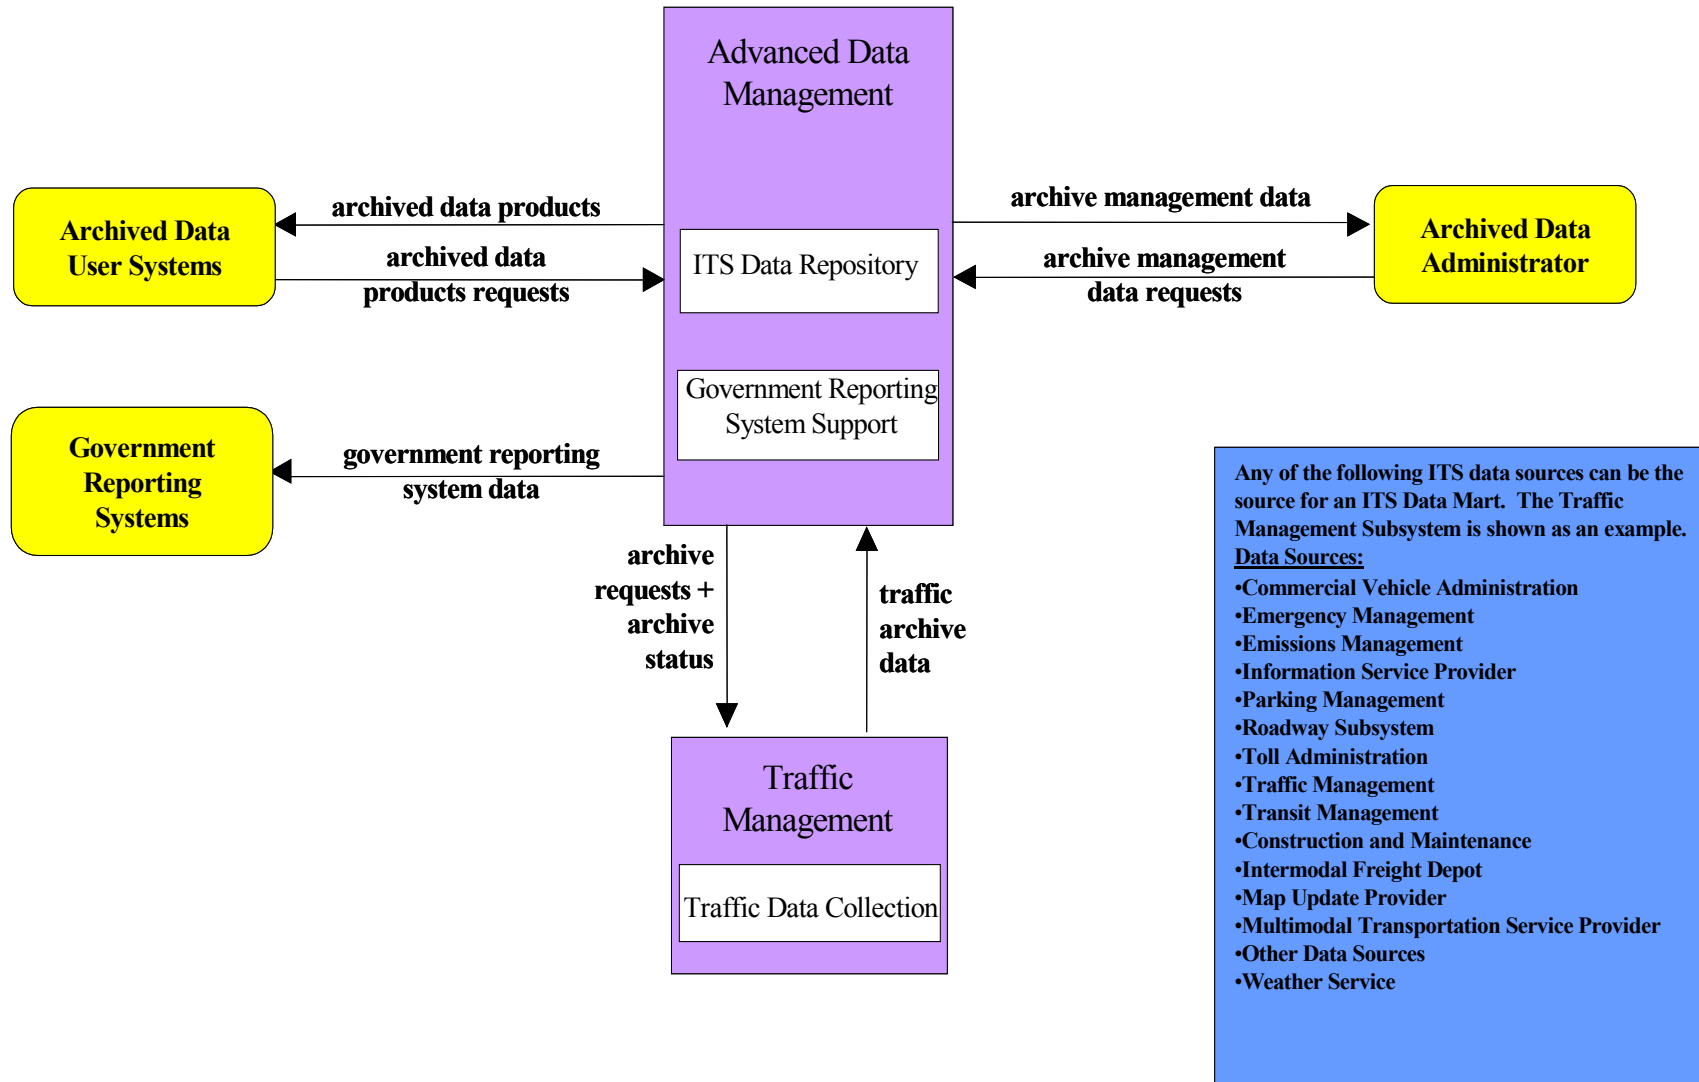 Advanced Data
Management
archived data products
archive management data
Archived Data
User Systems
archived data
products requests
ITS Data Repository
archive management
data requests
Archived Data
Administrator
Government Reporting
System Support
Government
Reporting
Systems
government reporting
system data
archive
requests +
archive
status
traffic
archive
data
Traffic
Management
Traffic Data Collection
Any of the following ITS data sources can be the
source for an ITS Data Mart.  The Traffic
Management Subsystem is shown as an example.
Data Sources:
•Commercial Vehicle Administration
•Emergency Management
•Emissions Management
•Information Service Provider
•Parking Management
•Roadway Subsystem
•Toll Administration
•Traffic Management
•Transit Management
•Construction and Maintenance
•Intermodal Freight Depot
•Map Update Provider
•Multimodal Transportation Service Provider
•Other Data Sources
•Weather Service